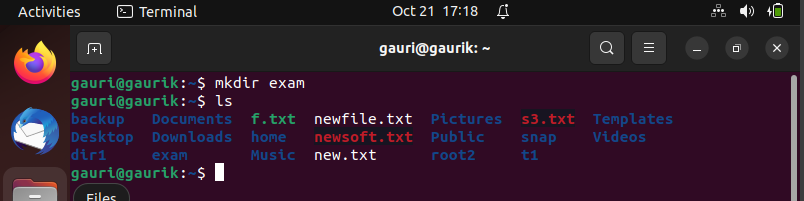 Activities Terminal Oct 21 17:18
gauri@gaurik: ~
gauri@gaurik:~$ mkdir exam
gauri@gaurik:~$ ls
backup Documents f.txt newfile.txt Pictures s3.txt Templates
Desktop Downloads home newsoft.txt Public snap Videos
dir1 exam Music new.txt root2 t1
gauri@gaurik:~$
Files